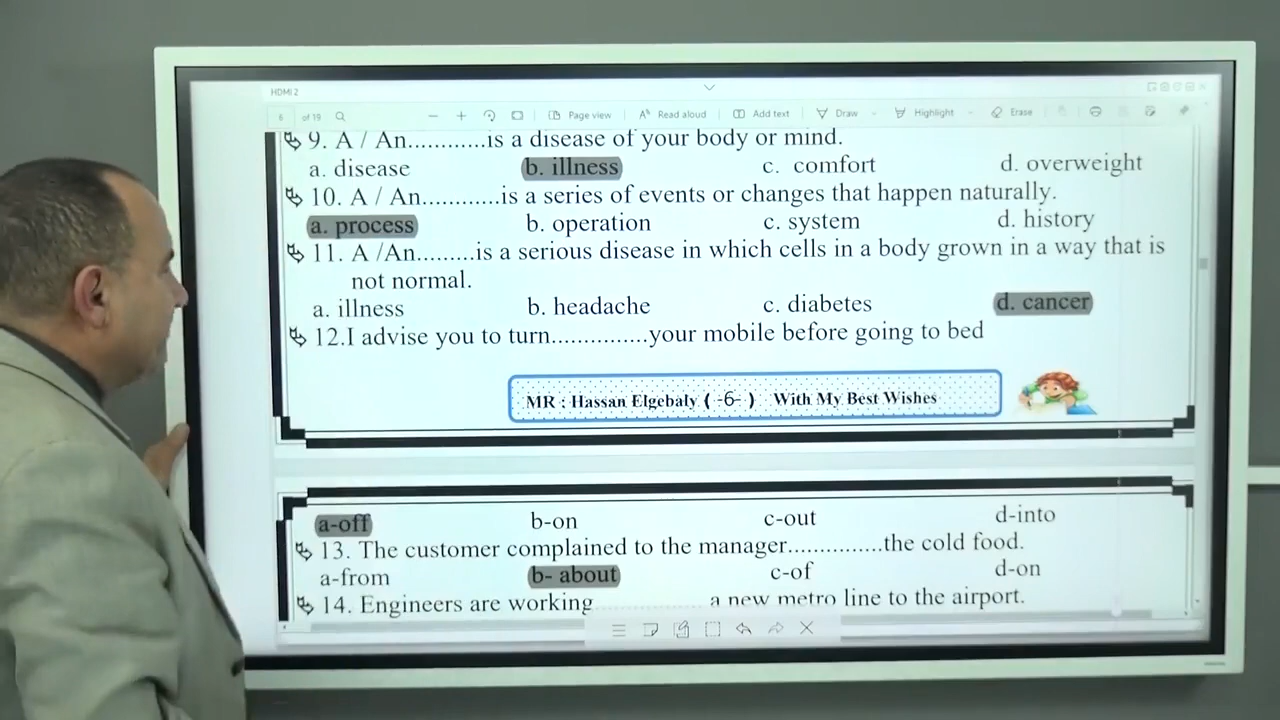 HDMI 2
6 of 19 Page view Read aloud Add text Draw Highlight Erase
9. A / An............is a disease of your body or mind.
a. disease b. illness c. comfort d. overweight
10. A / An............is a series of events or changes that happen naturally.
a. process b. operation c. system d. history
11. A /An.........is a serious disease in which cells in a body grown in a way that is
not normal.
a. illness b. headache c. diabetes d. cancer
12.I advise you to turn...............your mobile before going to bed
MR : Hassan Elgebaly ( -6- ) With My Best Wishes
a-off b-on c-out d-into
13. The customer complained to the manager...............the cold food.
a-from b- about c-of d-on
14. Engineers are working.................a new metro line to the airport.